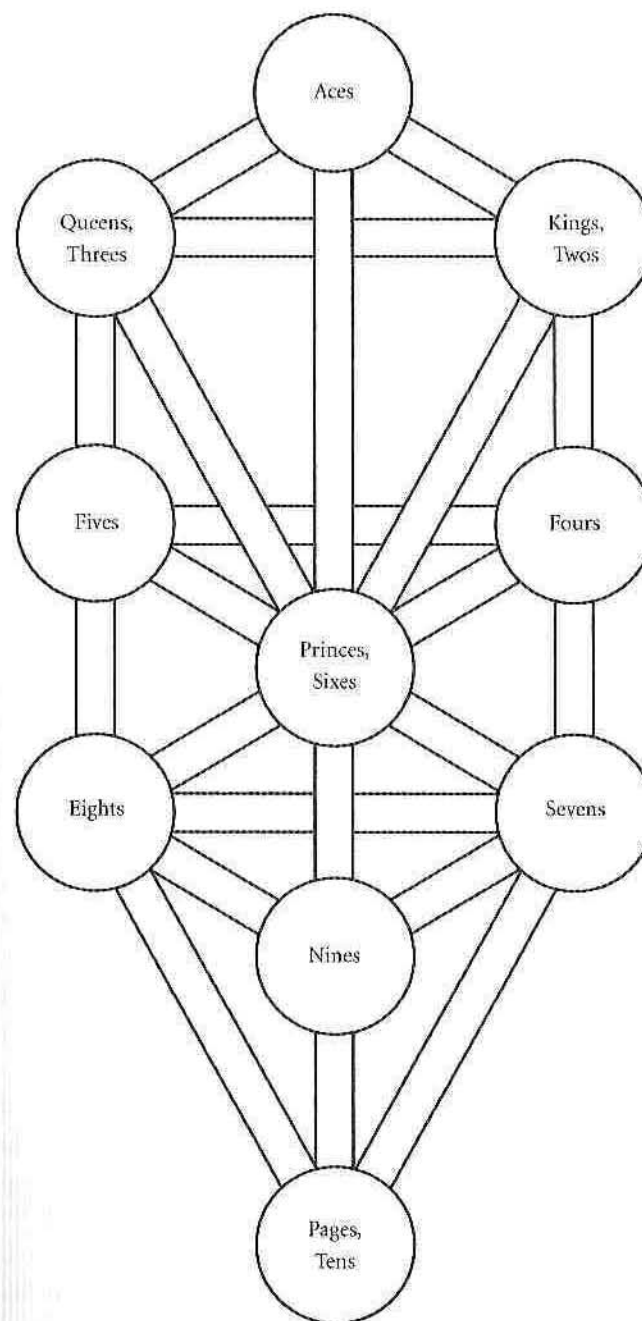 Aces
Queens,
Threes
Kings,
Twos
Fives
Fours
Princes,
Sixes
Eights
Sevens
Nines
Pages,
Tens